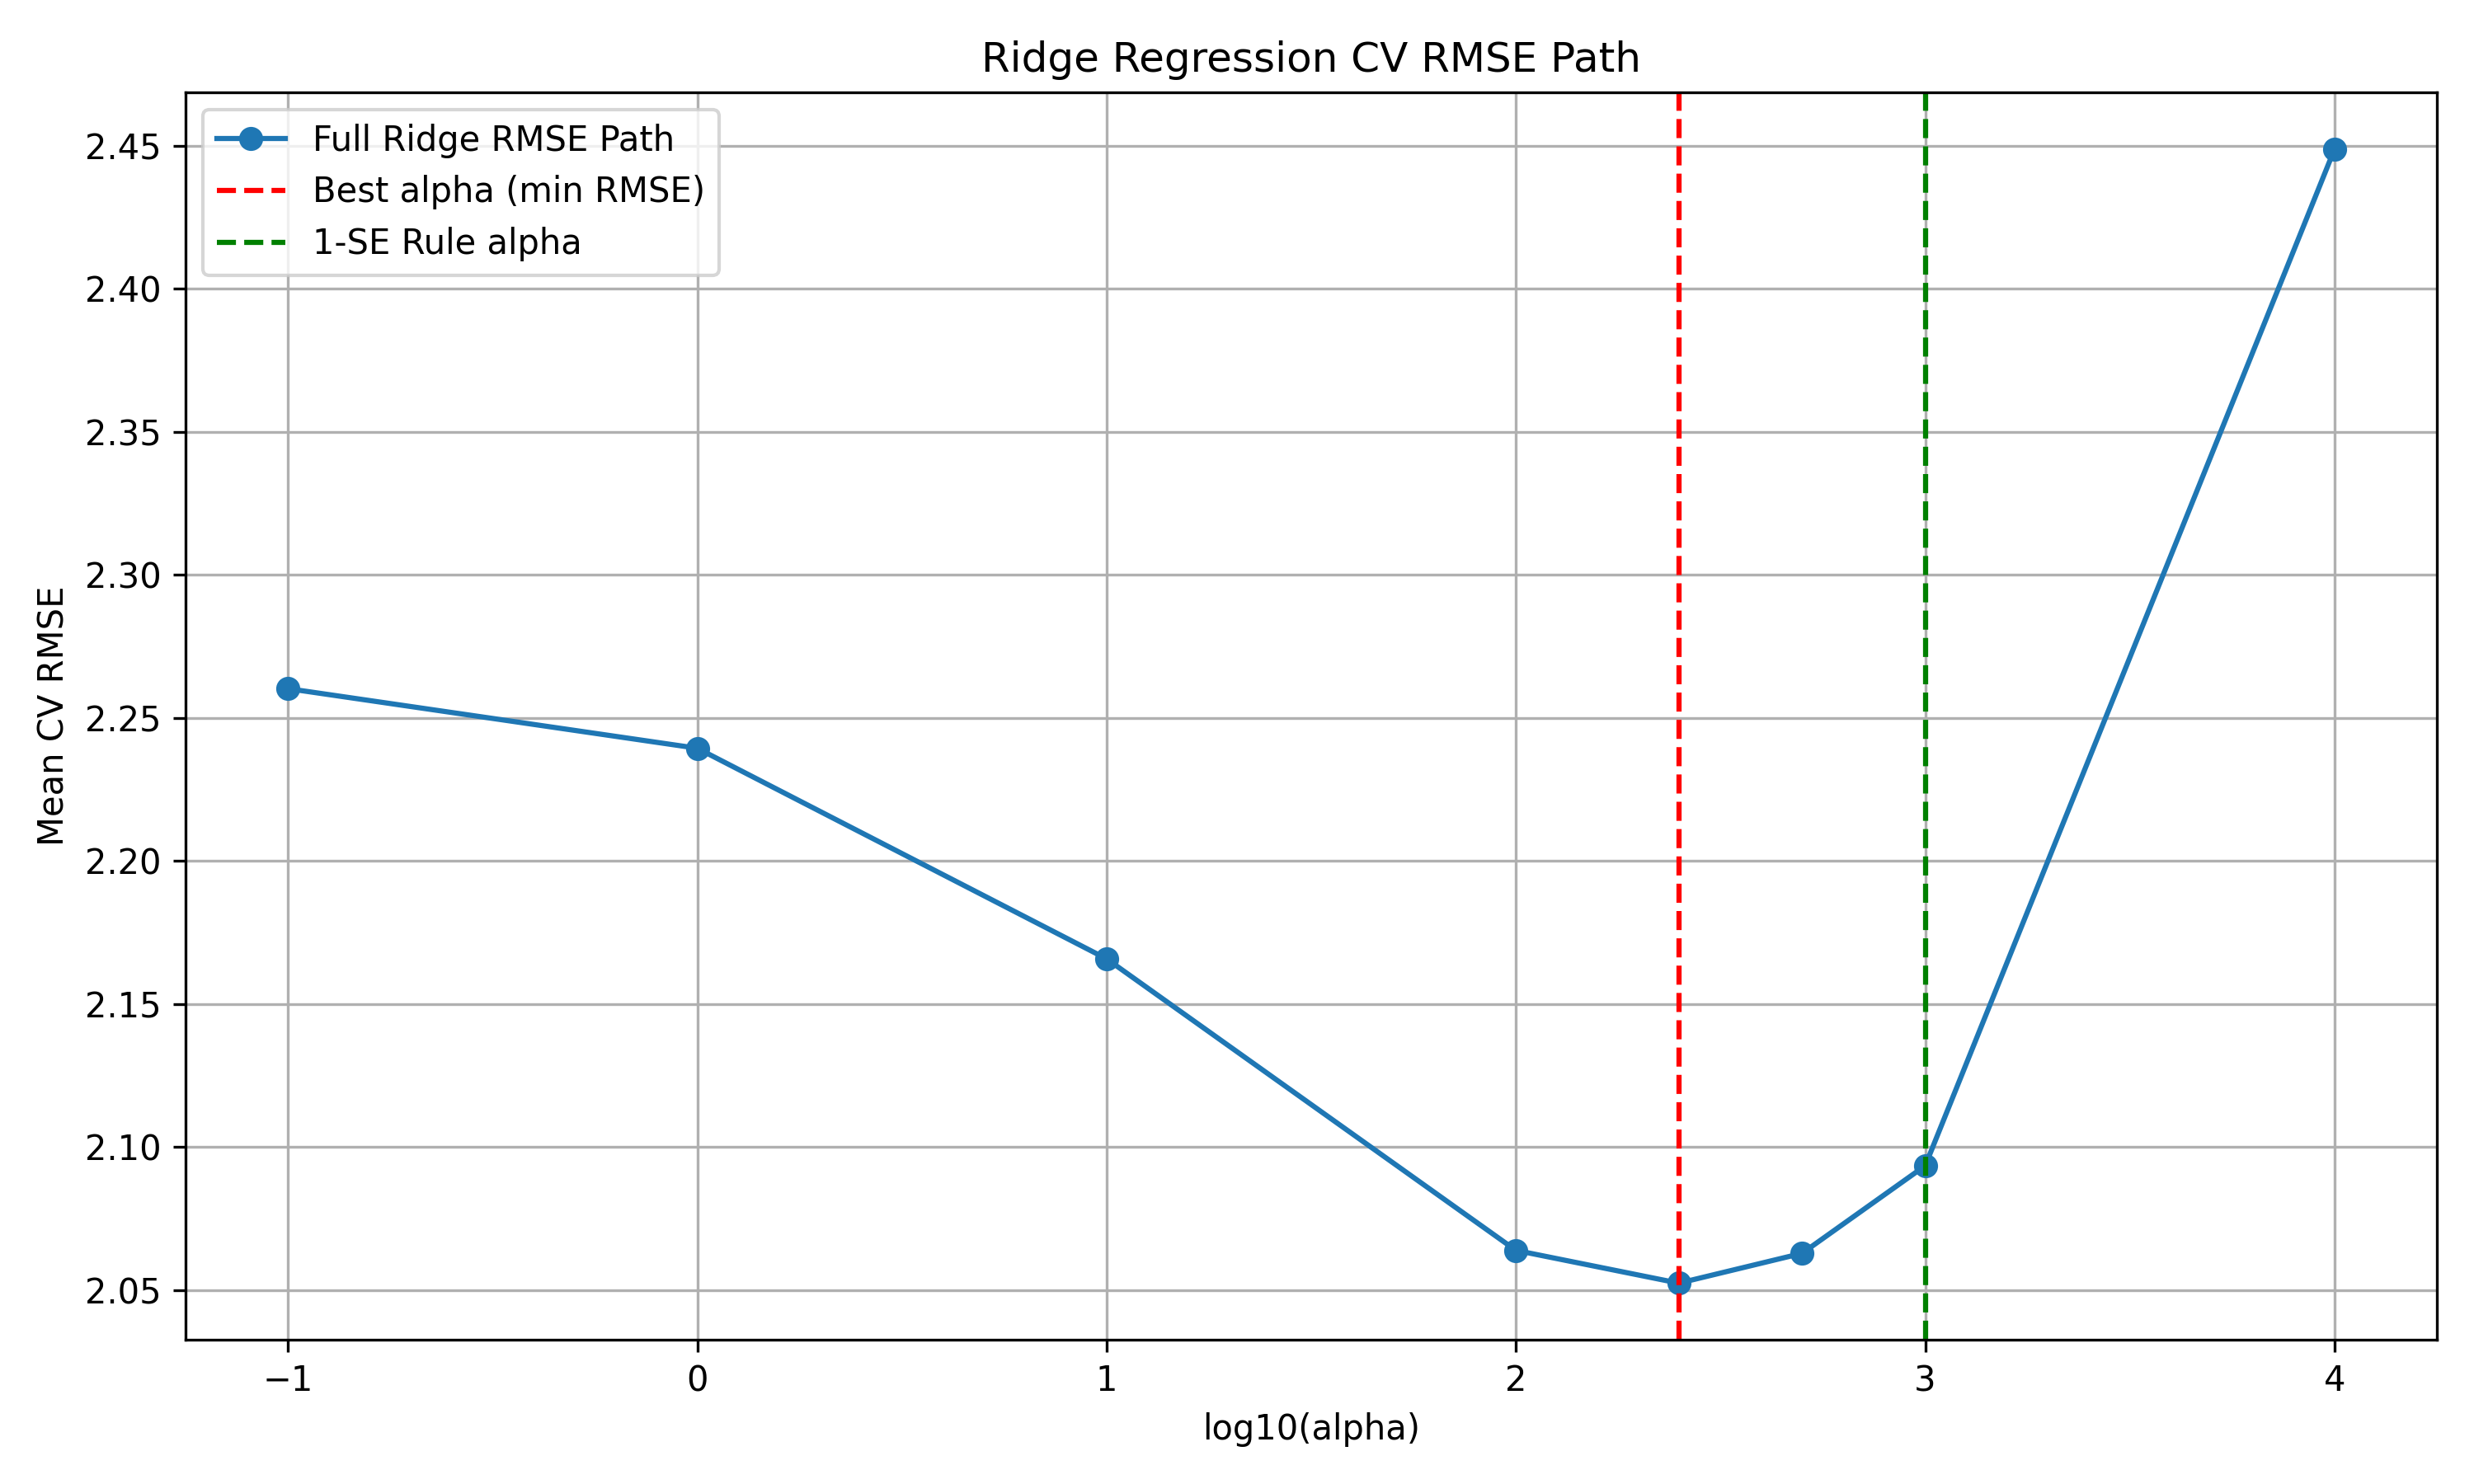 Ridge Regression CV RMSE Path
Full Ridge RMSE Path
Best alpha (min RMSE)
1-SE Rule alpha
2.45
2.40
2.35
2.30
2.25
2.20
2.15
2.10
2.05
Mean CV RMSE
−1
0
1
2
3
4
log10(alpha)